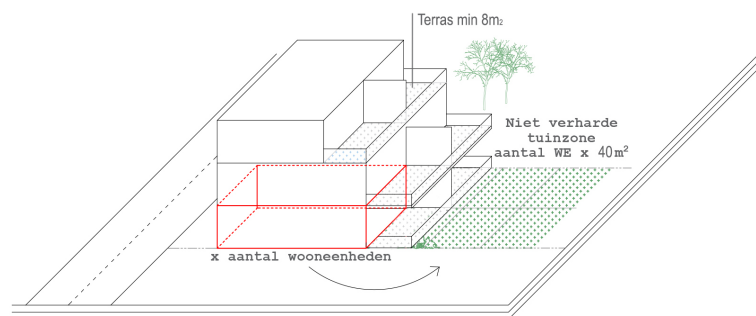 Terras min 8m2
Niet verharde
tuinzone
aantal WE x 40m²
x aantal wooneenheden